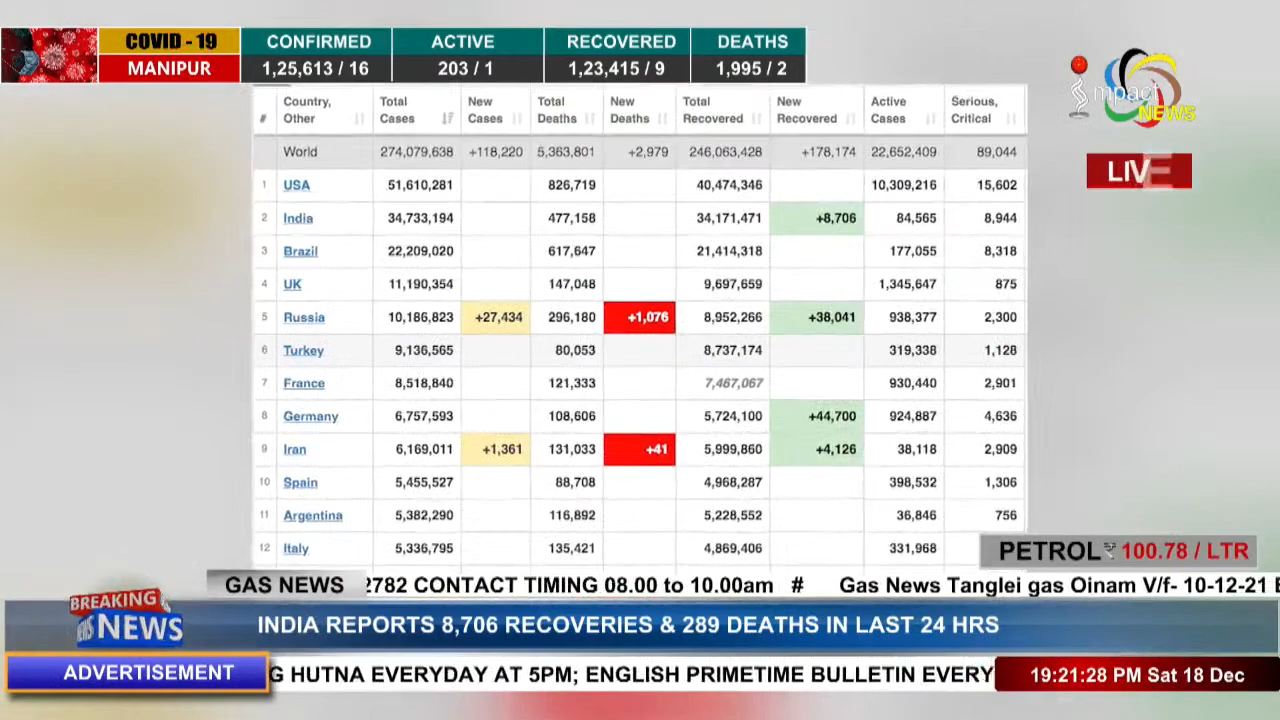 COVID - 19 CONFIRMED ACTIVE RECOVERED DEATHS
MANIPUR 1,25,613 / 16 203 / 1 1,23,415 / 9 1,995 / 2
impact
NEWS
LIVE
# Country, Other Total Cases New Cases Total Deaths New Deaths Total Recovered New Recovered Active Cases Serious, Critical
World 274,079,638 +118,220 5,363,801 +2,979 246,063,428 +178,174 22,652,409 89,044
1 USA 51,610,281 826,719 40,474,346 10,309,216 15,602
2 India 34,733,194 477,158 34,171,471 +8,706 84,565 8,944
3 Brazil 22,209,020 617,647 21,414,318 177,055 8,318
4 UK 11,190,354 147,048 9,697,659 1,345,647 875
5 Russia 10,186,823 +27,434 296,180 +1,076 8,952,266 +38,041 938,377 2,300
6 Turkey 9,136,565 80,053 8,737,174 319,338 1,128
7 France 8,518,840 121,333 7,467,067 930,440 2,901
8 Germany 6,757,593 108,606 5,724,100 +44,700 924,887 4,636
9 Iran 6,169,011 +1,361 131,033 +41 5,999,860 +4,126 38,118 2,909
10 Spain 5,455,527 88,708 4,968,287 398,532 1,306
11 Argentina 5,382,290 116,892 5,228,552 36,846 756
12 Italy 5,336,795 135,421 4,869,406 331,968
PETROL ₹ 100.78 / LTR
GAS NEWS 2782 CONTACT TIMING 08.00 to 10.00am # Gas News Tanglei gas Oinam V/f- 10-12-21
BREAKING
NEWS NEWS
INDIA REPORTS 8,706 RECOVERIES & 289 DEATHS IN LAST 24 HRS
ADVERTISEMENT G HUTNA EVERYDAY AT 5PM; ENGLISH PRIMETIME BULLETIN EVERY 19:21:28 PM Sat 18 Dec